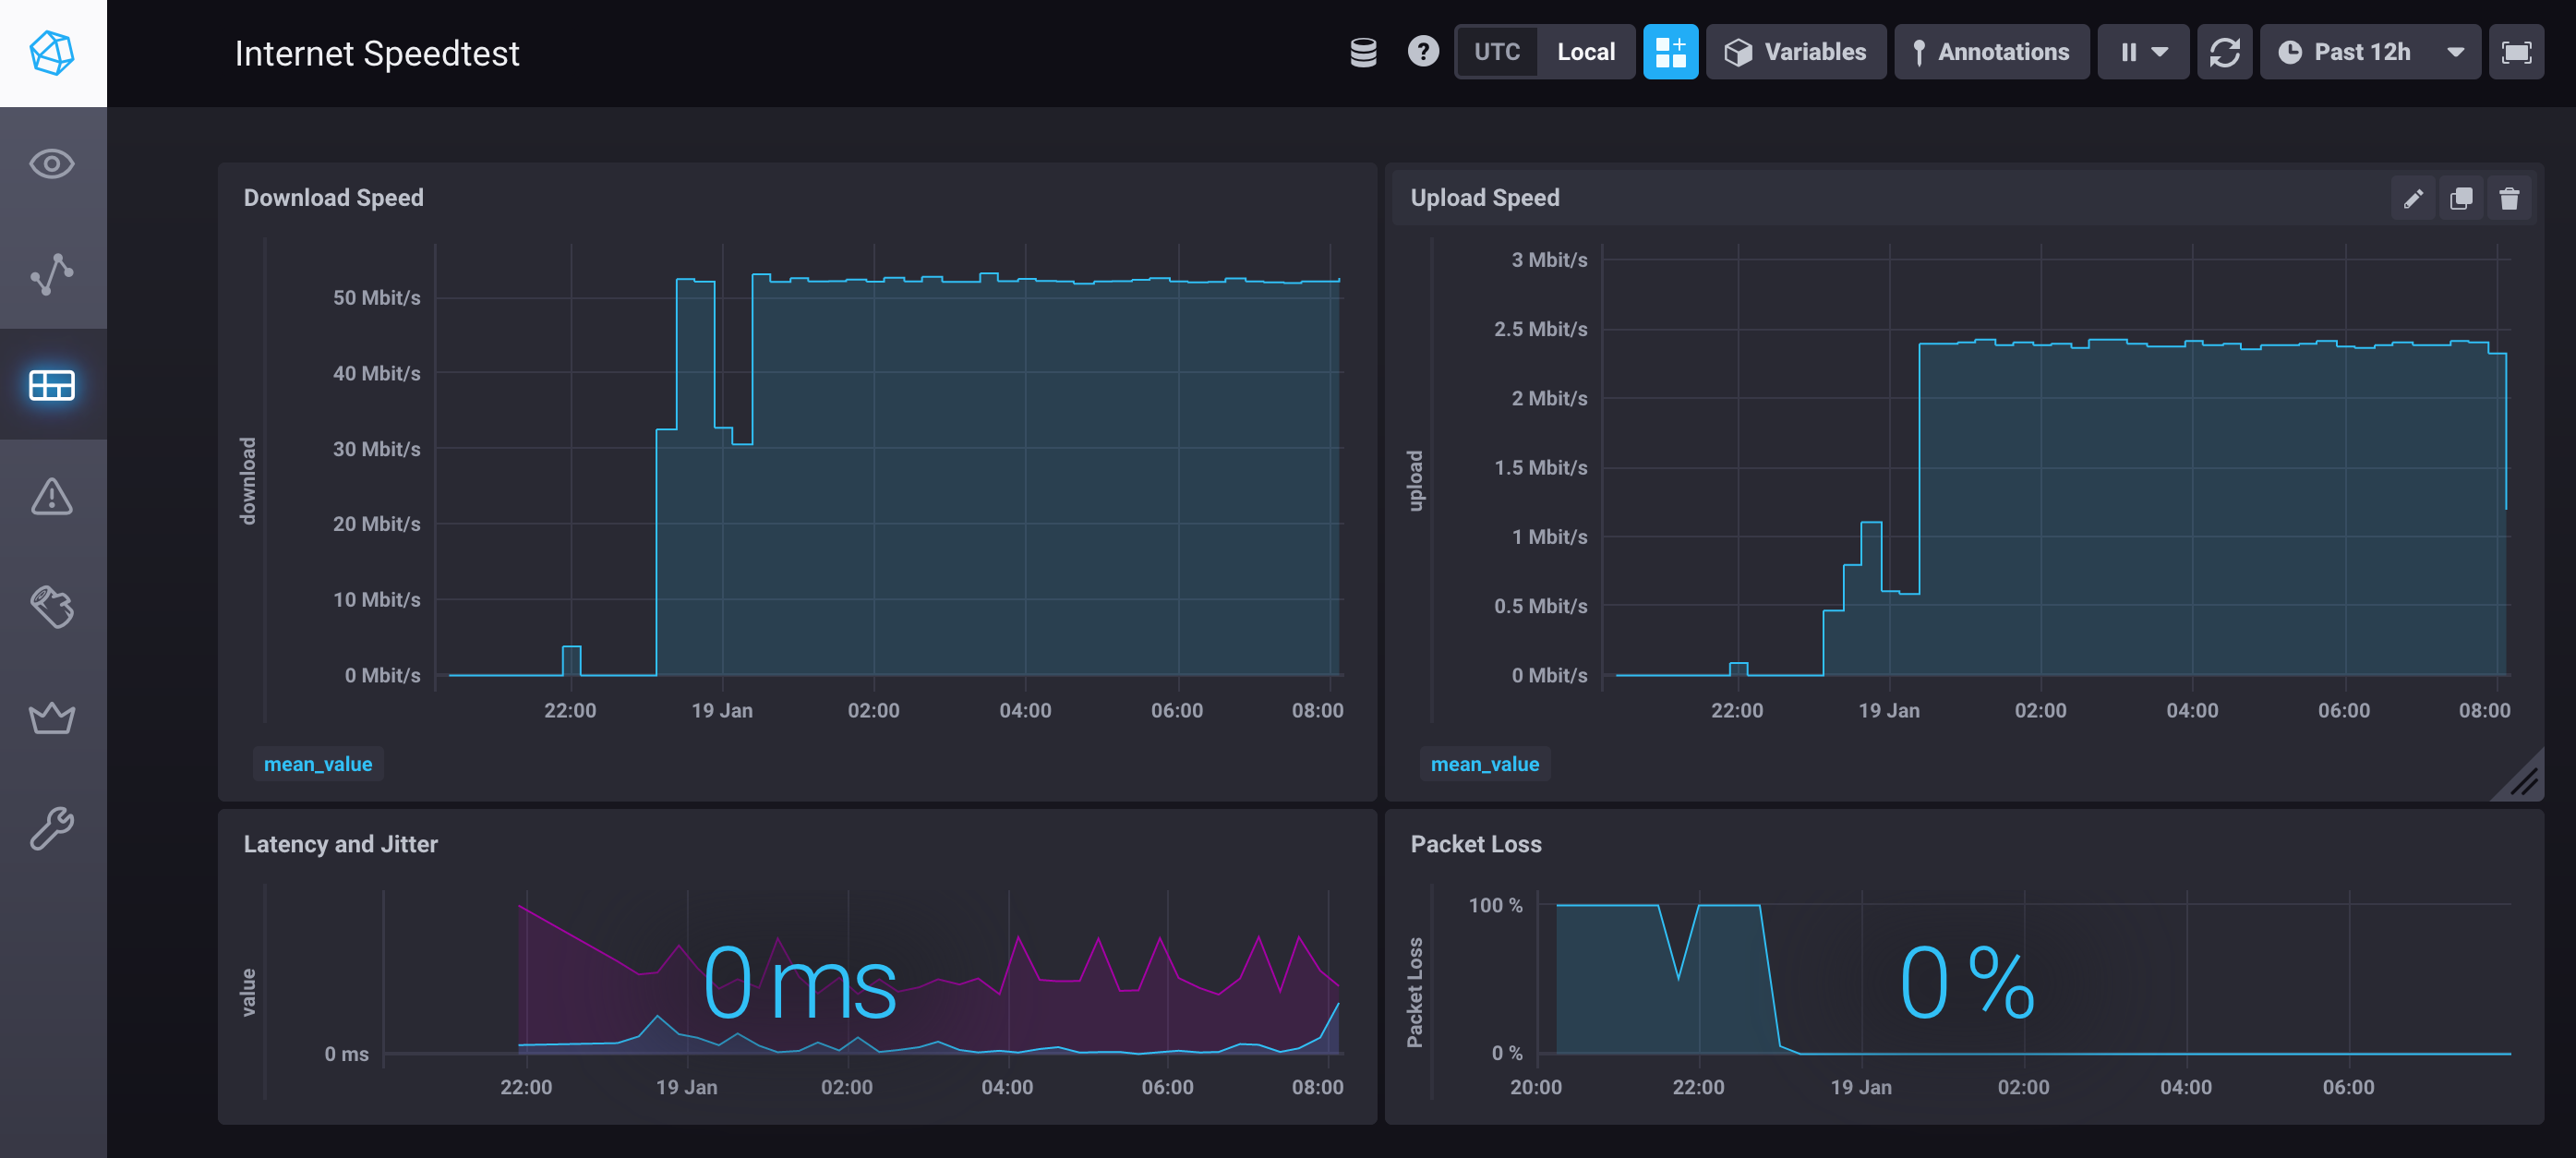 Internet Speedtest
UTC Local Variables Annotations Past 12h
Download Speed
download
50 Mbit/s
40 Mbit/s
30 Mbit/s
20 Mbit/s
10 Mbit/s
0 Mbit/s
22:00 19 Jan 02:00 04:00 06:00 08:00
mean_value
Upload Speed
upload
3 Mbit/s
2.5 Mbit/s
2 Mbit/s
1.5 Mbit/s
1 Mbit/s
0.5 Mbit/s
0 Mbit/s
22:00 19 Jan 02:00 04:00 06:00 08:00
mean_value
Latency and Jitter
value
0 ms
0 ms
22:00 19 Jan 02:00 04:00 06:00 08:00
Packet Loss
Packet Loss
100 %
0 %
0 %
20:00 22:00 19 Jan 02:00 04:00 06:00